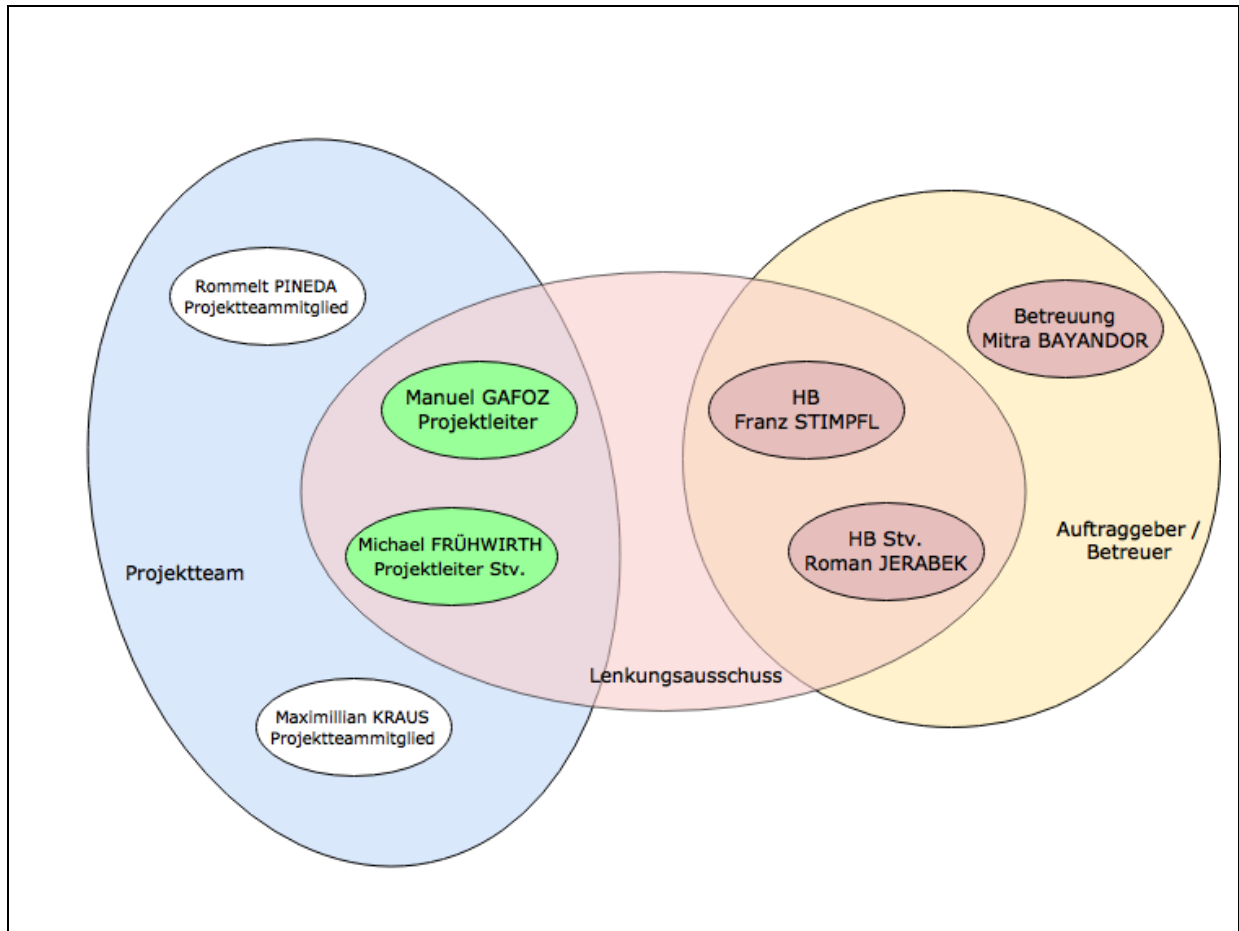 Rommelt PINEDA
Projektteammitglied
Manuel GAFOZ
Projektleiter
Michael FRÜHWIRTH
Projektleiter Stv.
Projektteam
Maximillian KRAUS
Projektteammitglied
Lenkungsausschuss
HB
Franz STIMPFL
HB Stv.
Roman JERABEK
Betreuung
Mitra BAYANDOR
Auftraggeber /
Betreuer